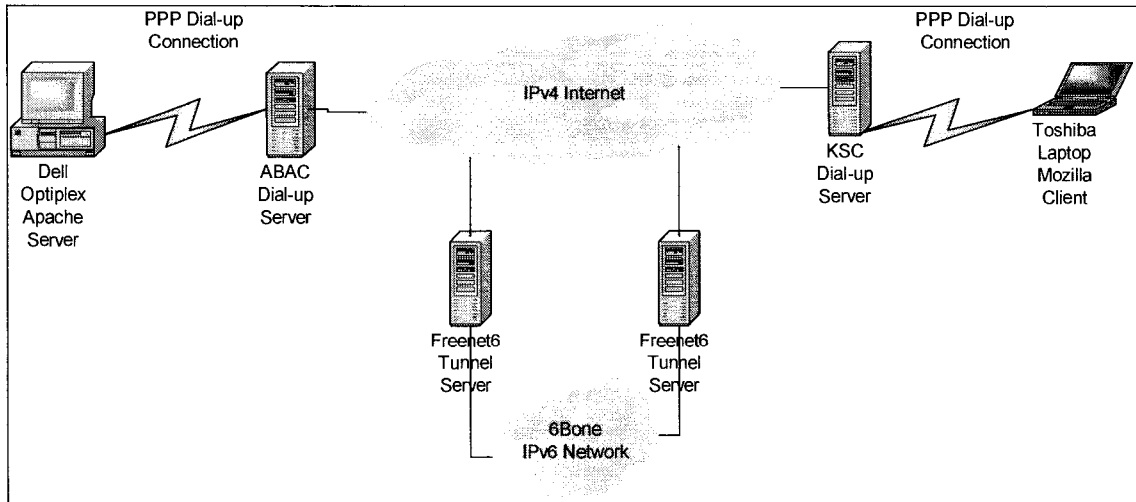 PPP Dial-up
Connection
PPP Dial-up
Connection
IPv4 Internet
Dell
Optiplex
Apache
Server
ABAC
Dial-up
Server
KSC
Dial-up
Server
Toshiba
Laptop
Mozilla
Client
Freenet6
Tunnel
Server
Freenet6
Tunnel
Server
6Bone
IPv6 Network